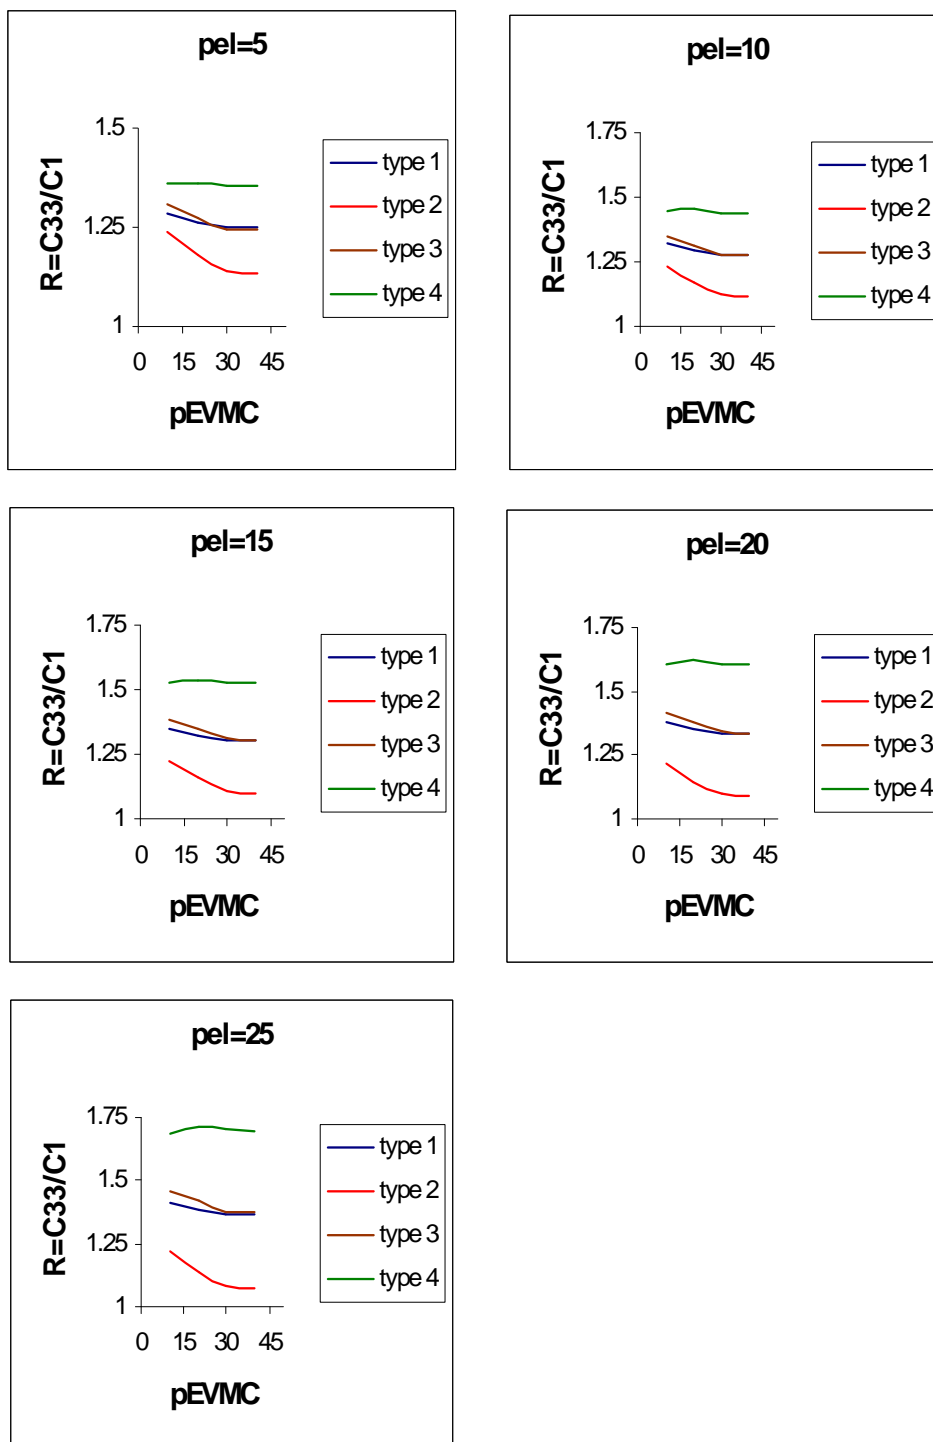 pel=5
R=C33/C1
1.5
1.25
1
0 15 30 45
pEVMC
type 1
type 2
type 3
type 4
pel=10
R=C33/C1
1.75
1.5
1.25
1
0 15 30 45
pEVMC
type 1
type 2
type 3
type 4
pel=15
R=C33/C1
1.75
1.5
1.25
1
0 15 30 45
pEVMC
type 1
type 2
type 3
type 4
pel=20
R=C33/C1
1.75
1.5
1.25
1
0 15 30 45
pEVMC
type 1
type 2
type 3
type 4
pel=25
R=C33/C1
1.75
1.5
1.25
1
0 15 30 45
pEVMC
type 1
type 2
type 3
type 4